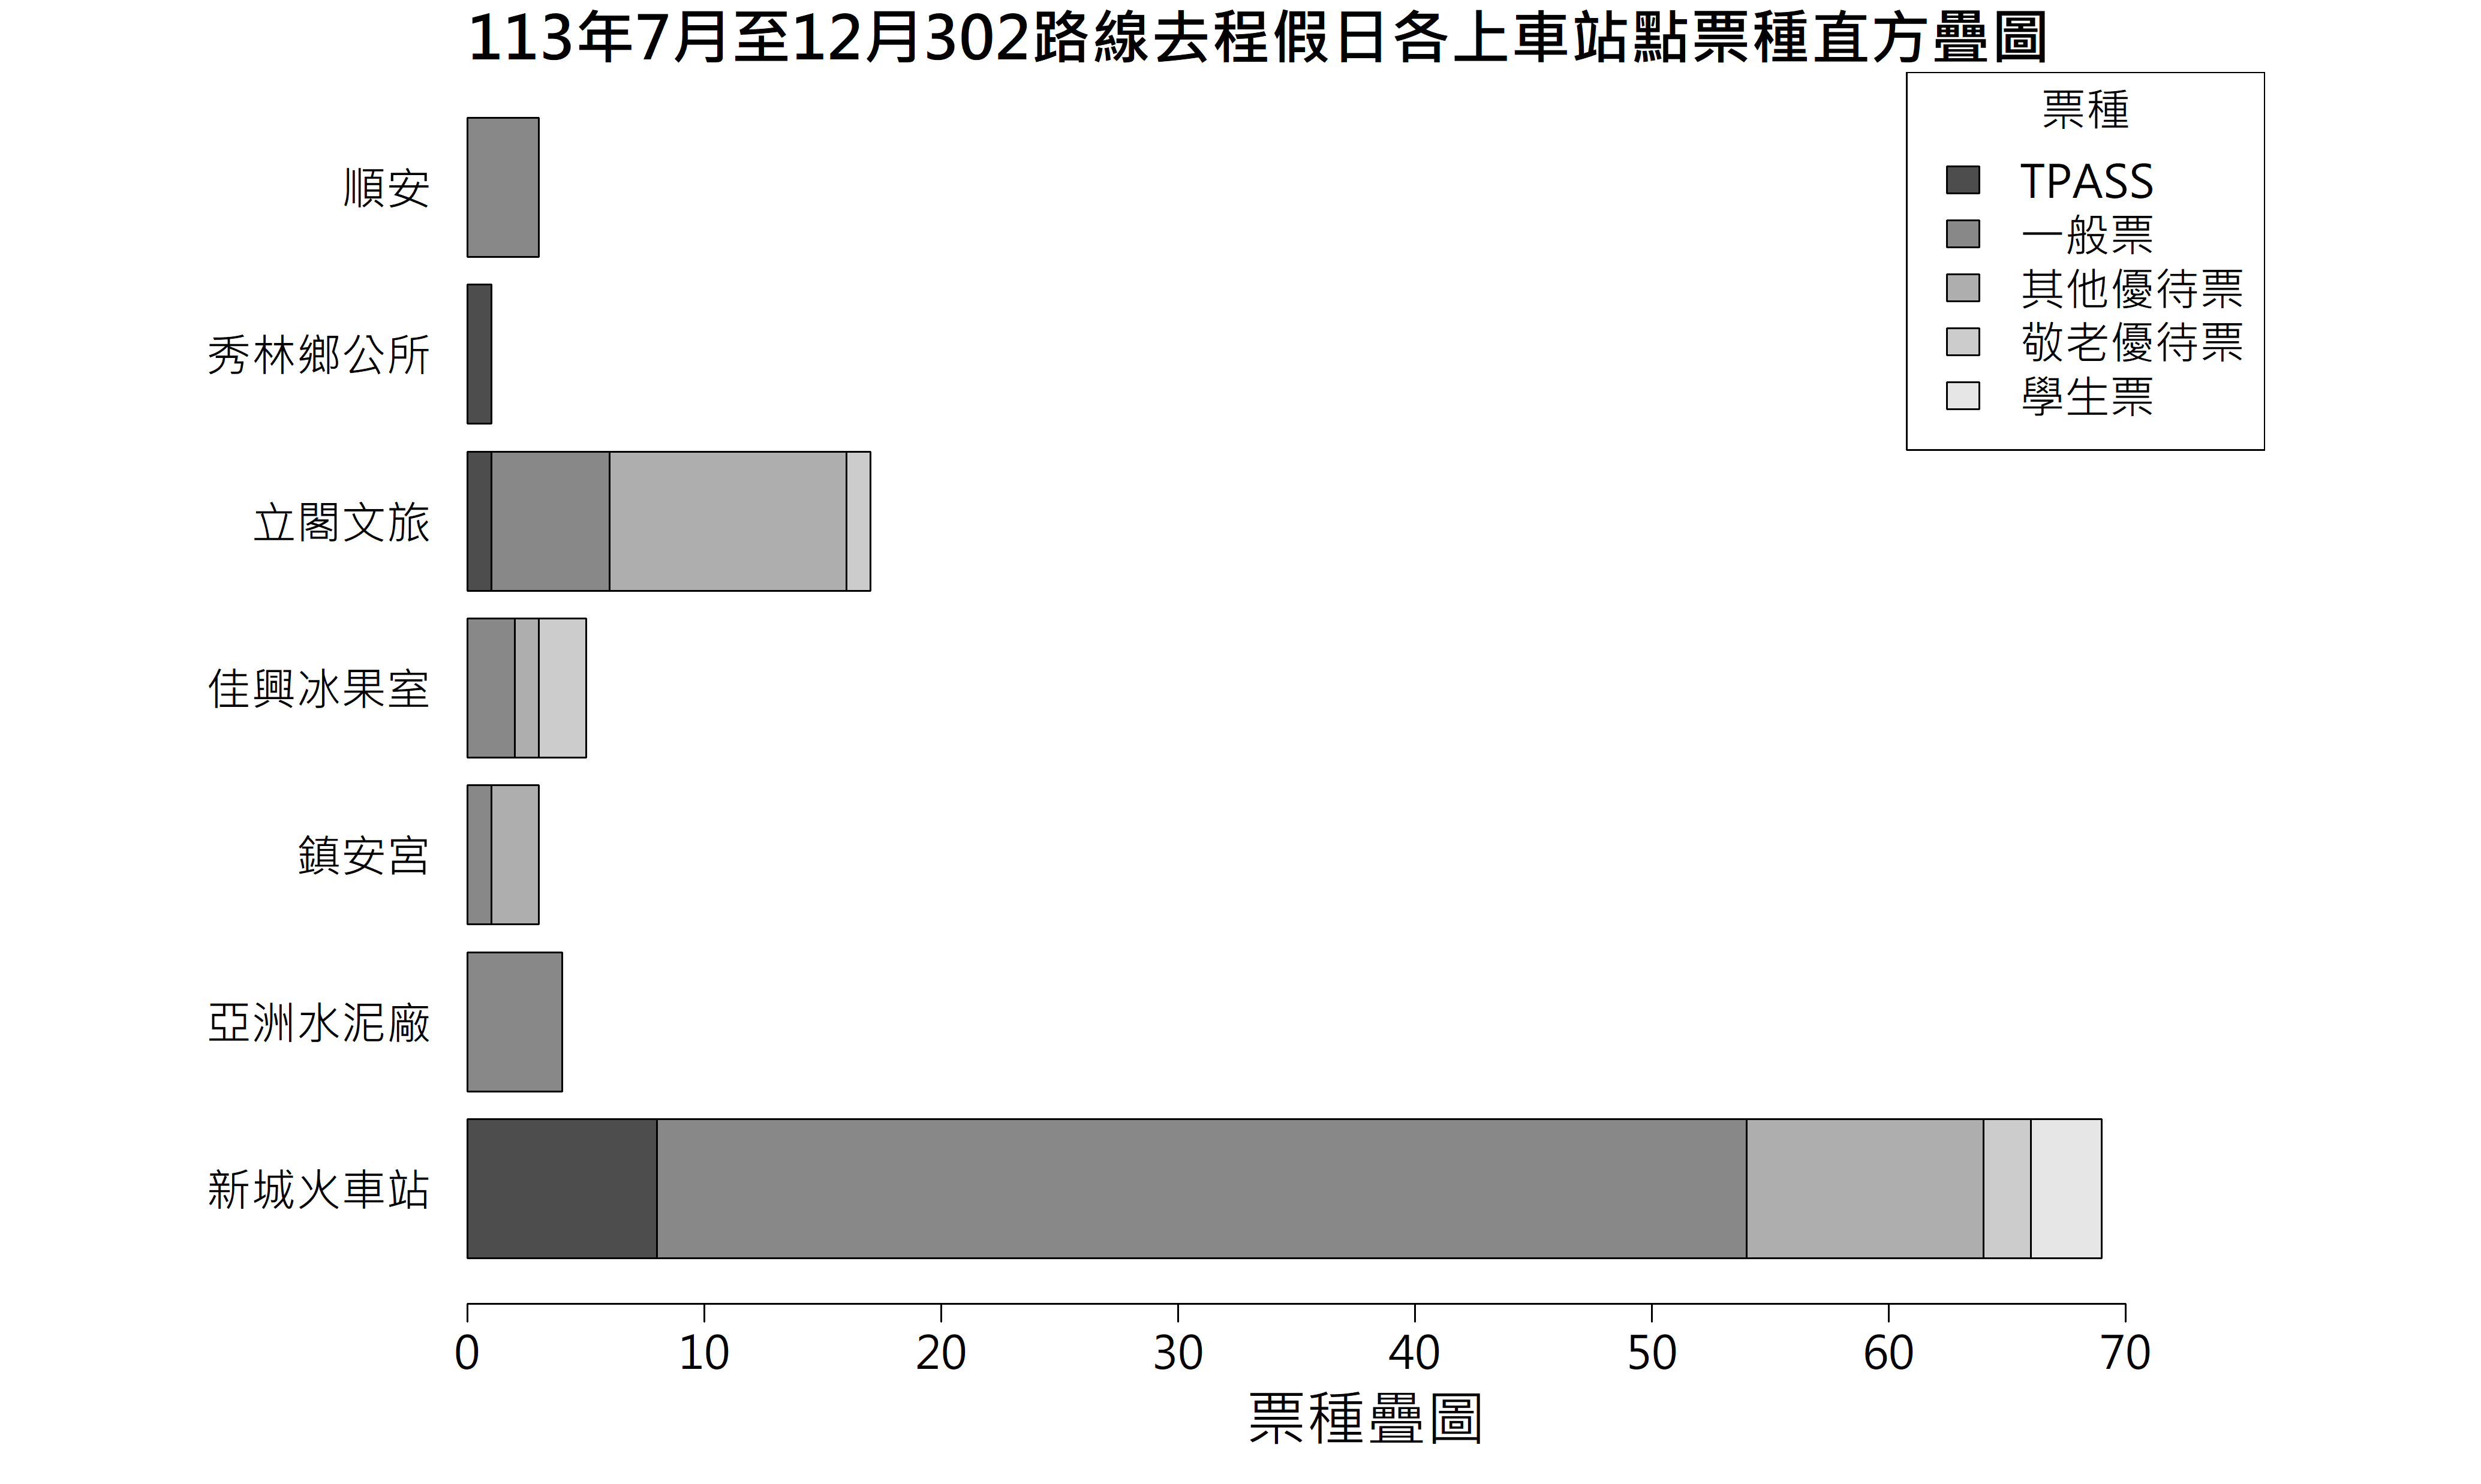 113年7月至12月302路線去程假日各上車站點票種直方疊圖
票種
TPASS
一般票
其他優待票
敬老優待票
學生票
順安
秀林鄉公所
立閣文旅
佳興冰果室
鎮安宮
亞洲水泥廠
新城火車站
0 10 20 30 40 50 60 70
票種疊圖